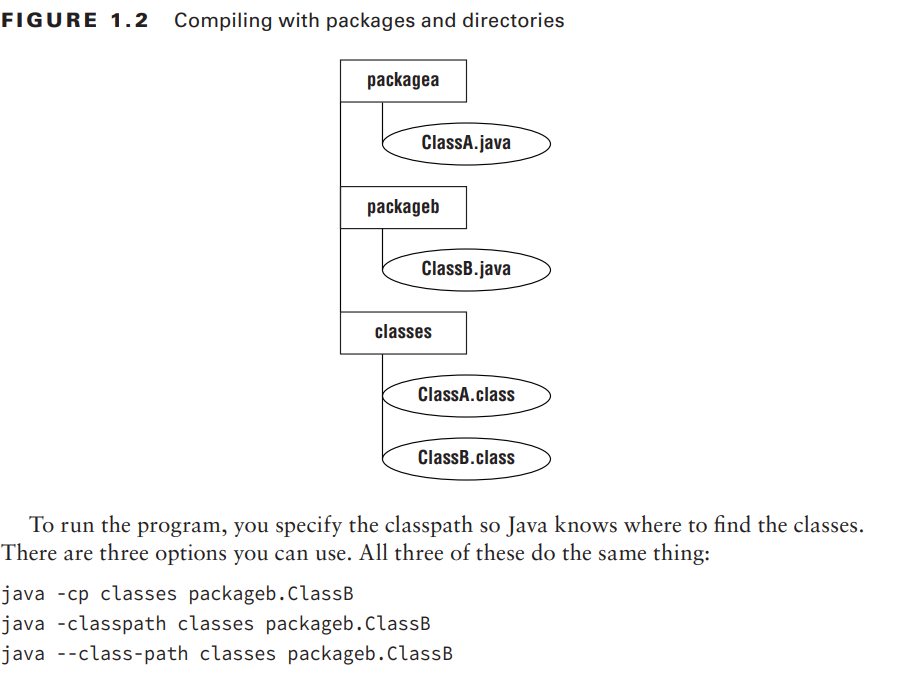 FIGURE 1.2 Compiling with packages and directories
packagea
ClassA.java
packageb
ClassB.java
classes
ClassA.class
ClassB.class
To run the program, you specify the classpath so Java knows where to find the classes.
There are three options you can use. All three of these do the same thing:
java -cp classes packageb.ClassB
java -classpath classes packageb.ClassB
java --class-path classes packageb.ClassB